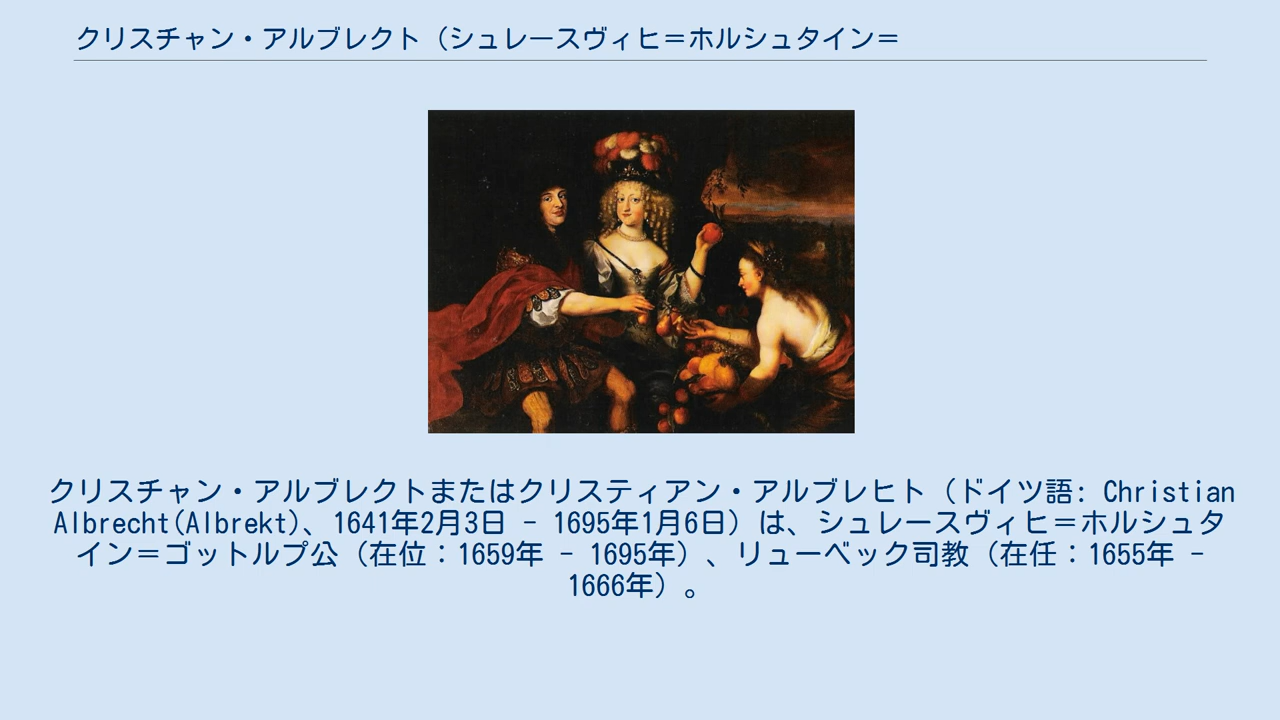 クリスチャン・アルブレクト（シュレースヴィヒ＝ホルシュタイン＝
クリスチャン・アルブレクトまたはクリスティアン・アルブレヒト（ドイツ語: Christian
Albrecht(Albrekt)、1641年2月3日 - 1695年1月6日）は、シュレースヴィヒ＝ホルシュタ
イン＝ゴットルプ公（在位：1659年 - 1695年）、リューベック司教（在任：1655年 -
1666年）。